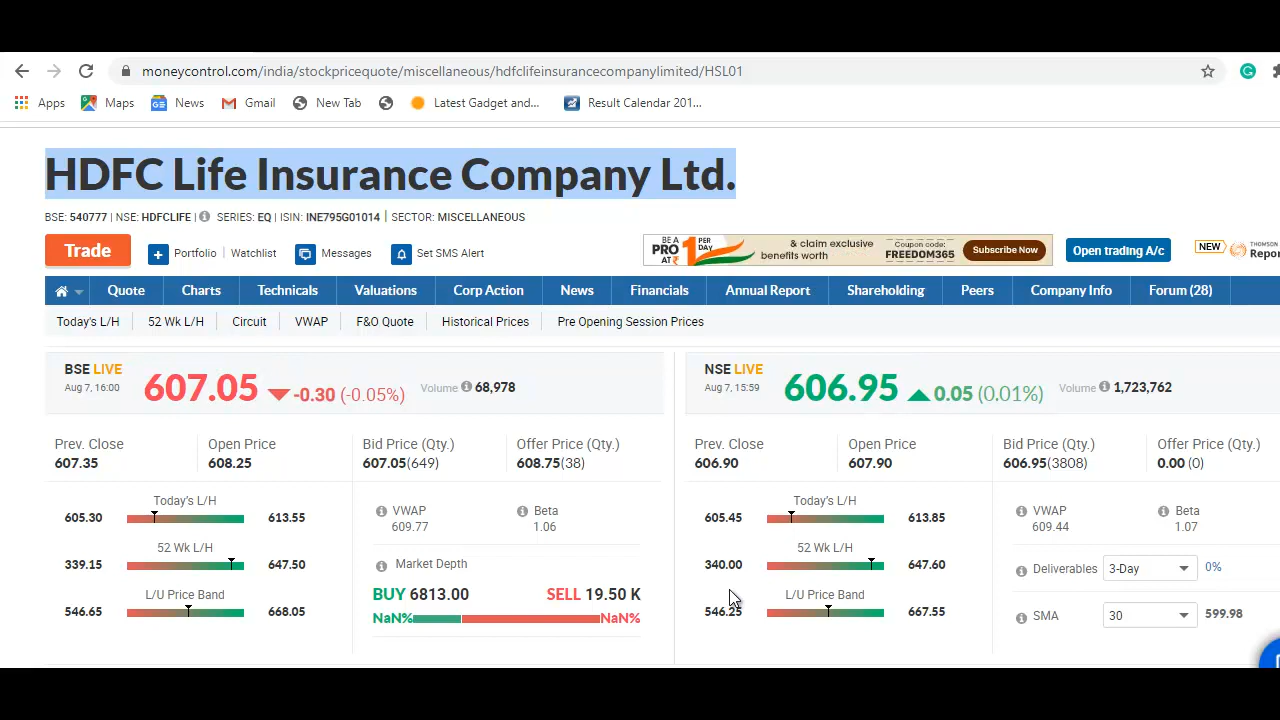 moneycontrol.com/india/stockpricequote/miscellaneous/hdfclifeinsurancecompanylimited/HSL01
Apps Maps News Gmail New Tab Latest Gadget and... Result Calendar 201...
HDFC Life Insurance Company Ltd.
BSE: 540777 | NSE: HDFCLIFE | SERIES: EQ | ISIN: INE795G01014 | SECTOR: MISCELLANEOUS
Trade + Portfolio | Watchlist Messages Set SMS Alert
BE A PRO AT ₹ 1 PER DAY & claim exclusive benefits worth Coupon code: FREEDOM365 Subscribe Now Open trading A/c NEW THOMSON Repor
Quote Charts Technicals Valuations Corp Action News Financials Annual Report Shareholding Peers Company Info Forum (28)
Today's L/H 52 Wk L/H Circuit VWAP F&O Quote Historical Prices Pre Opening Session Prices
BSE LIVE
Aug 7, 16:00
607.05 -0.30 (-0.05%) Volume 68,978
NSE LIVE
Aug 7, 15:59
606.95 0.05 (0.01%) Volume 1,723,762
Prev. Close Open Price Bid Price (Qty.) Offer Price (Qty.)
607.35 608.25 607.05(649) 608.75(38)
Prev. Close Open Price Bid Price (Qty.) Offer Price (Qty.)
606.90 607.90 606.95(3808) 0.00 (0)
Today's L/H
605.30 613.55
52 Wk L/H
339.15 647.50
L/U Price Band
546.65 668.05
VWAP Beta
609.77 1.06
Market Depth
BUY 6813.00 SELL 19.50 K
NaN% NaN%
Today's L/H
605.45 613.85
52 Wk L/H
340.00 647.60
L/U Price Band
546.25 667.55
VWAP Beta
609.44 1.07
Deliverables 3-Day 0%
SMA 30 599.98